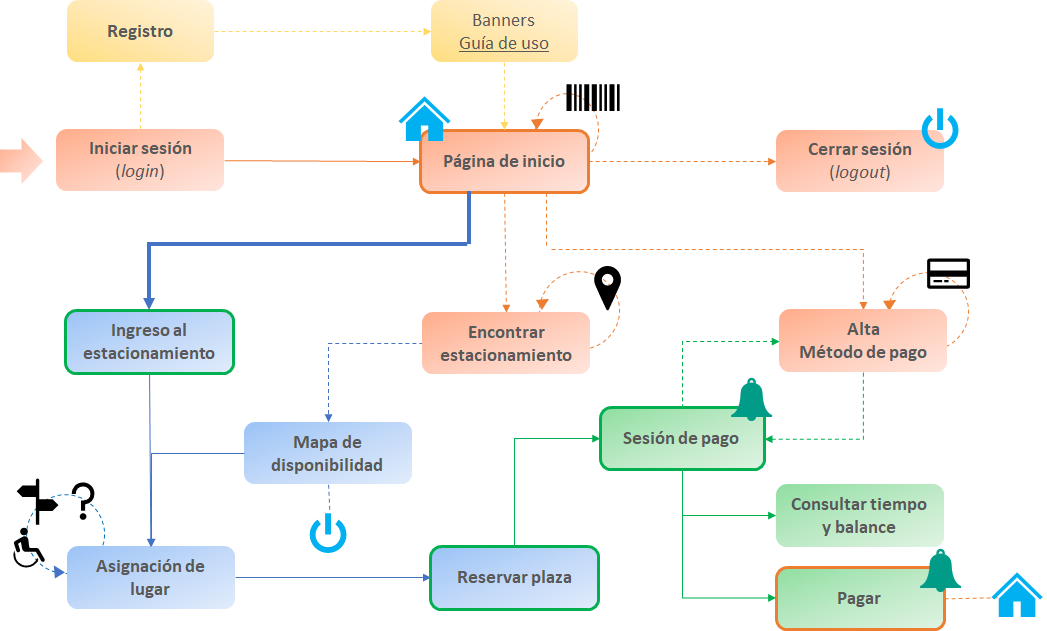 Registro
Banners
Guía de uso
Iniciar sesión
(login)
Página de inicio
Cerrar sesión
(logout)
Ingreso al
estacionamiento
Encontrar
estacionamiento
Alta
Método de pago
Mapa de
disponibilidad
Sesión de pago
Consultar tiempo
y balance
Asignación de
lugar
Reservar plaza
Pagar